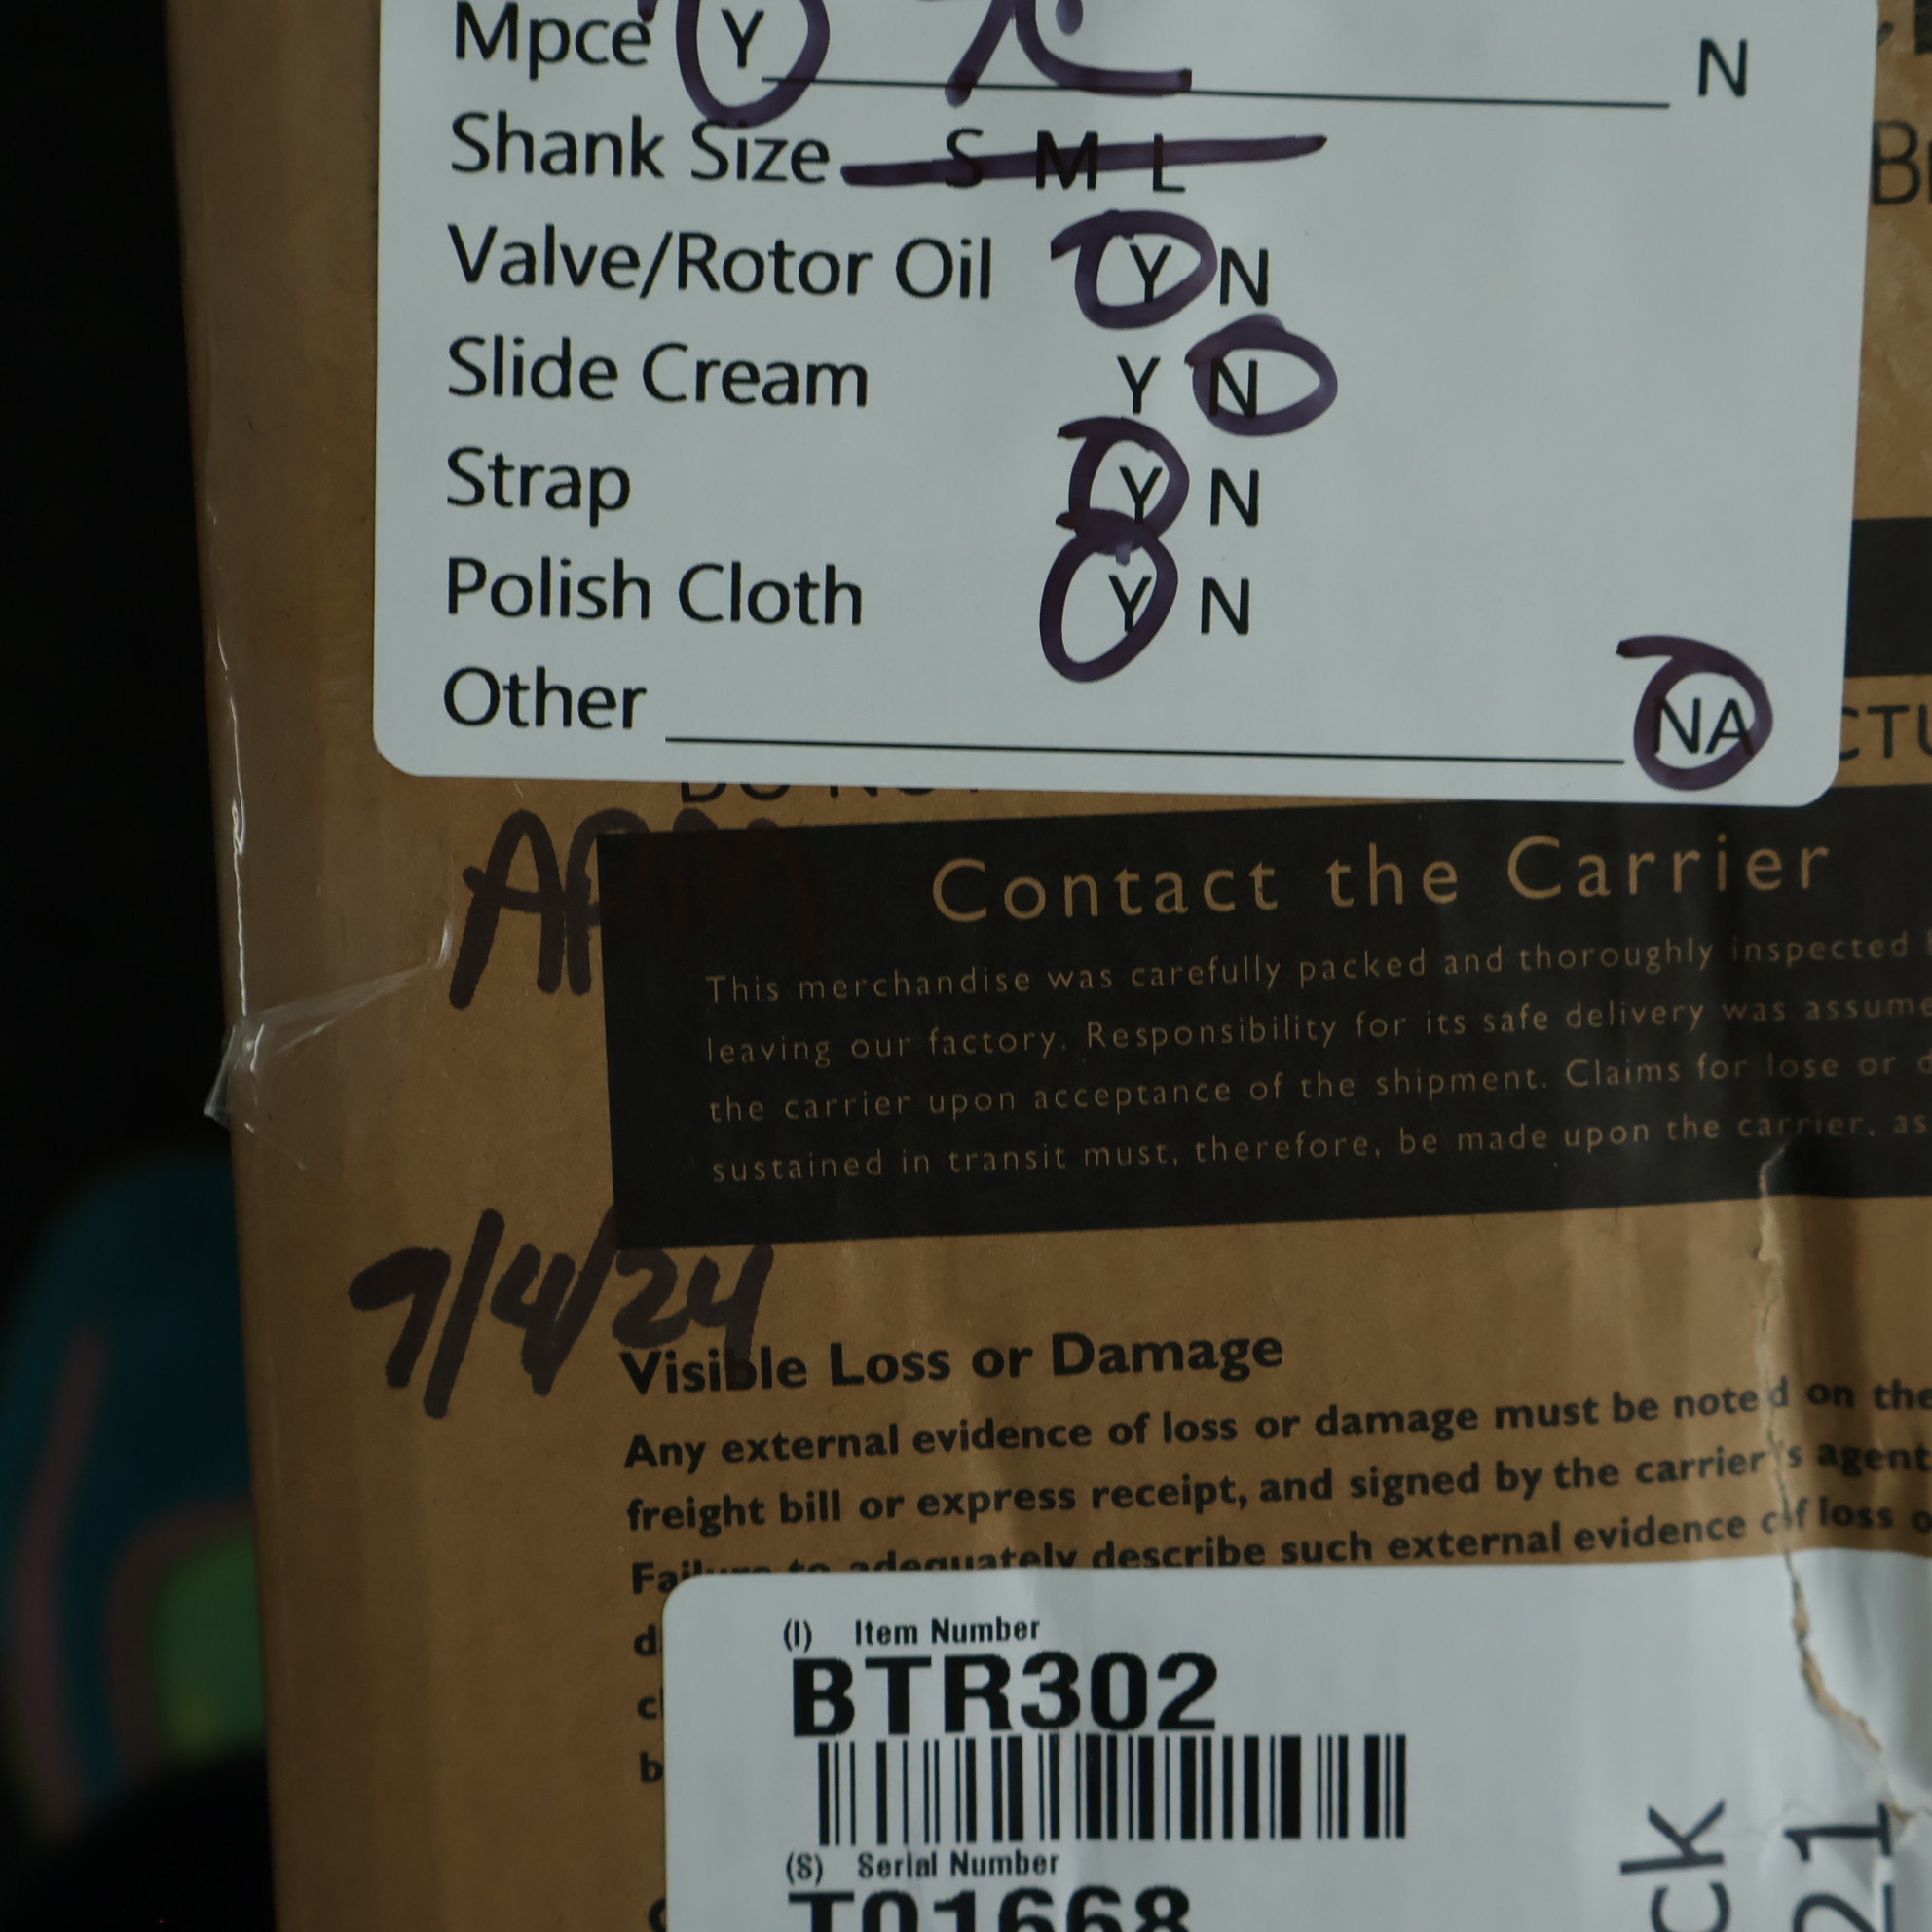 Mpce Y 7C N
Shank Size S M L
Valve/Rotor Oil Y N
Slide Cream Y N
Strap Y N
Polish Cloth Y N
Other NA
Contact the Carrier
This merchandise was carefully packed and thoroughly inspected
leaving our factory. Responsibility for its safe delivery was assume
the carrier upon acceptance of the shipment. Claims for lose or d
sustained in transit must, therefore, be made upon the carrier, as
7/4/24
Visible Loss or Damage
Any external evidence of loss or damage must be noted on the
freight bill or express receipt, and signed by the carrier's agent
Failure to adequately describe such external evidence of loss o
(I) Item Number
BTR302
(S) Serial Number
T01668
ck
21